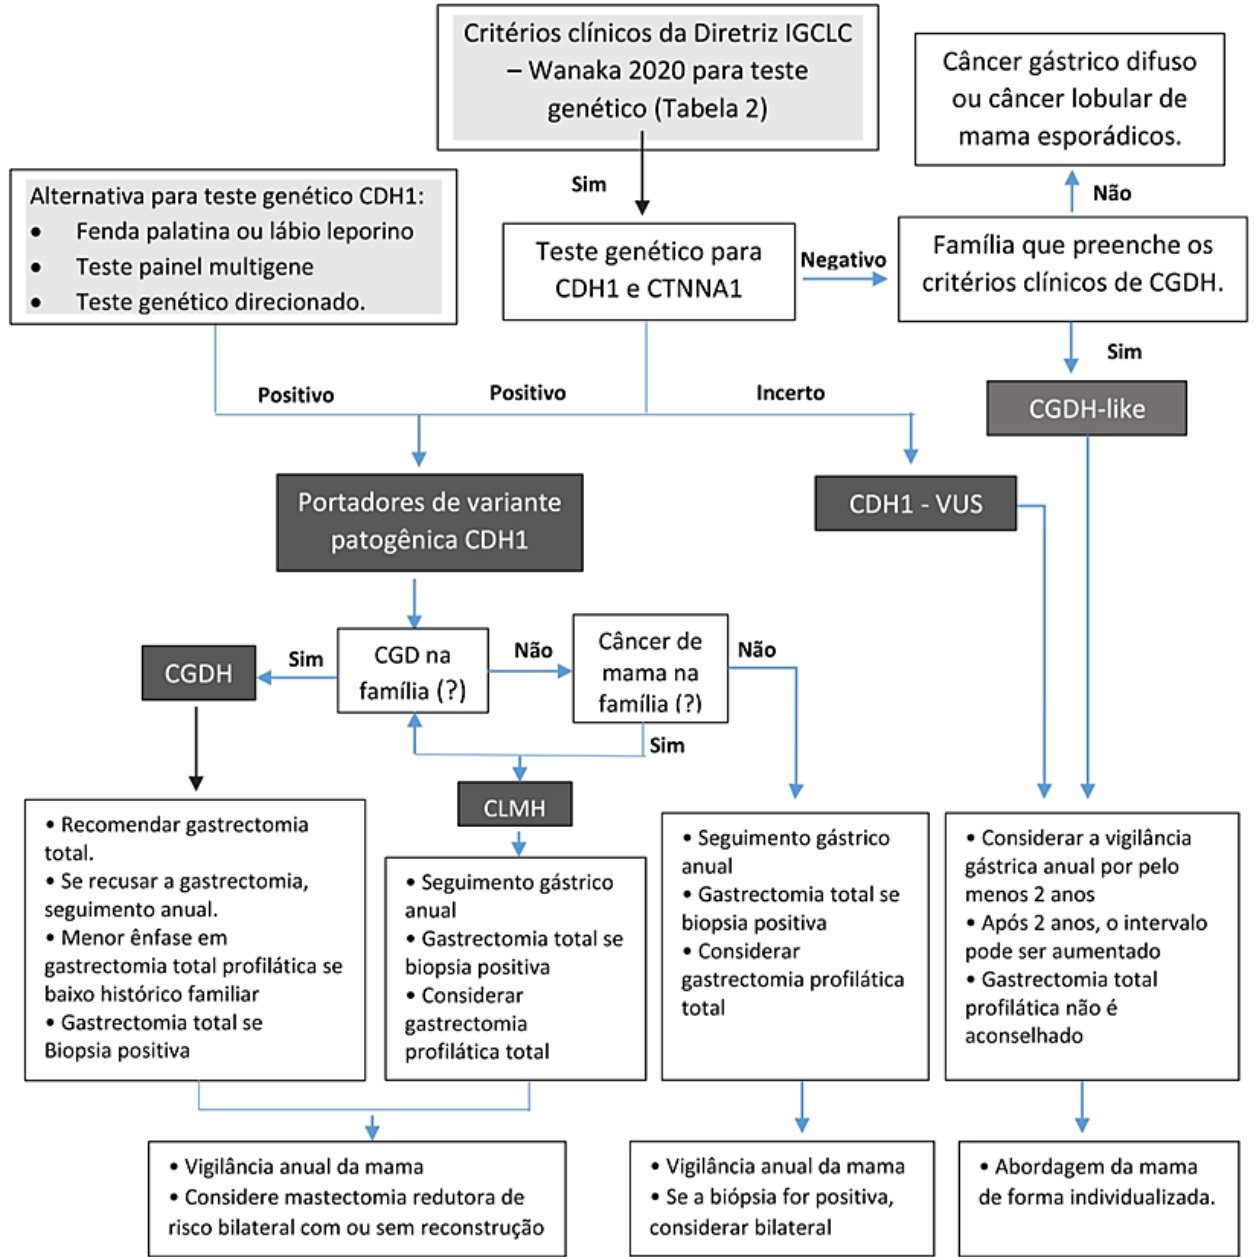 Critérios clínicos da Diretriz IGCLC
– Wanaka 2020 para teste
genético (Tabela 2)
Câncer gástrico difuso
ou câncer lobular de
mama esporádicos.
Sim
Não
Alternativa para teste genético CDH1:
• Fenda palatina ou lábio leporino
• Teste painel multigene
• Teste genético direcionado.
Teste genético para
CDH1 e CTNNA1
Negativo
Família que preenche os
critérios clínicos de CGDH.
Sim
Positivo
Positivo
Incerto
CGDH-like
Portadores de variante
patogênica CDH1
CDH1 - VUS
CGDH
Sim
CGD na
família (?)
Não
Câncer de
mama na
família (?)
Não
Sim
CLMH
• Recomendar gastrectomia
total.
• Se recusar a gastrectomia,
seguimento anual.
• Menor ênfase em
gastrectomia total profilática se
baixo histórico familiar
• Gastrectomia total se
Biopsia positiva
• Seguimento gástrico
anual
• Gastrectomia total se
biopsia positiva
• Considerar
gastrectomia
profilática total
• Seguimento gástrico
anual
• Gastrectomia total se
biopsia positiva
• Considerar
gastrectomia profilática
total
• Considerar a vigilância
gástrica anual por pelo
menos 2 anos
• Após 2 anos, o intervalo
pode ser aumentado
• Gastrectomia total
profilática não é
aconselhado
• Vigilância anual da mama
• Considere mastectomia redutora de
risco bilateral com ou sem reconstrução
• Vigilância anual da mama
• Se a biópsia for positiva,
considerar bilateral
• Abordagem da mama
de forma individualizada.